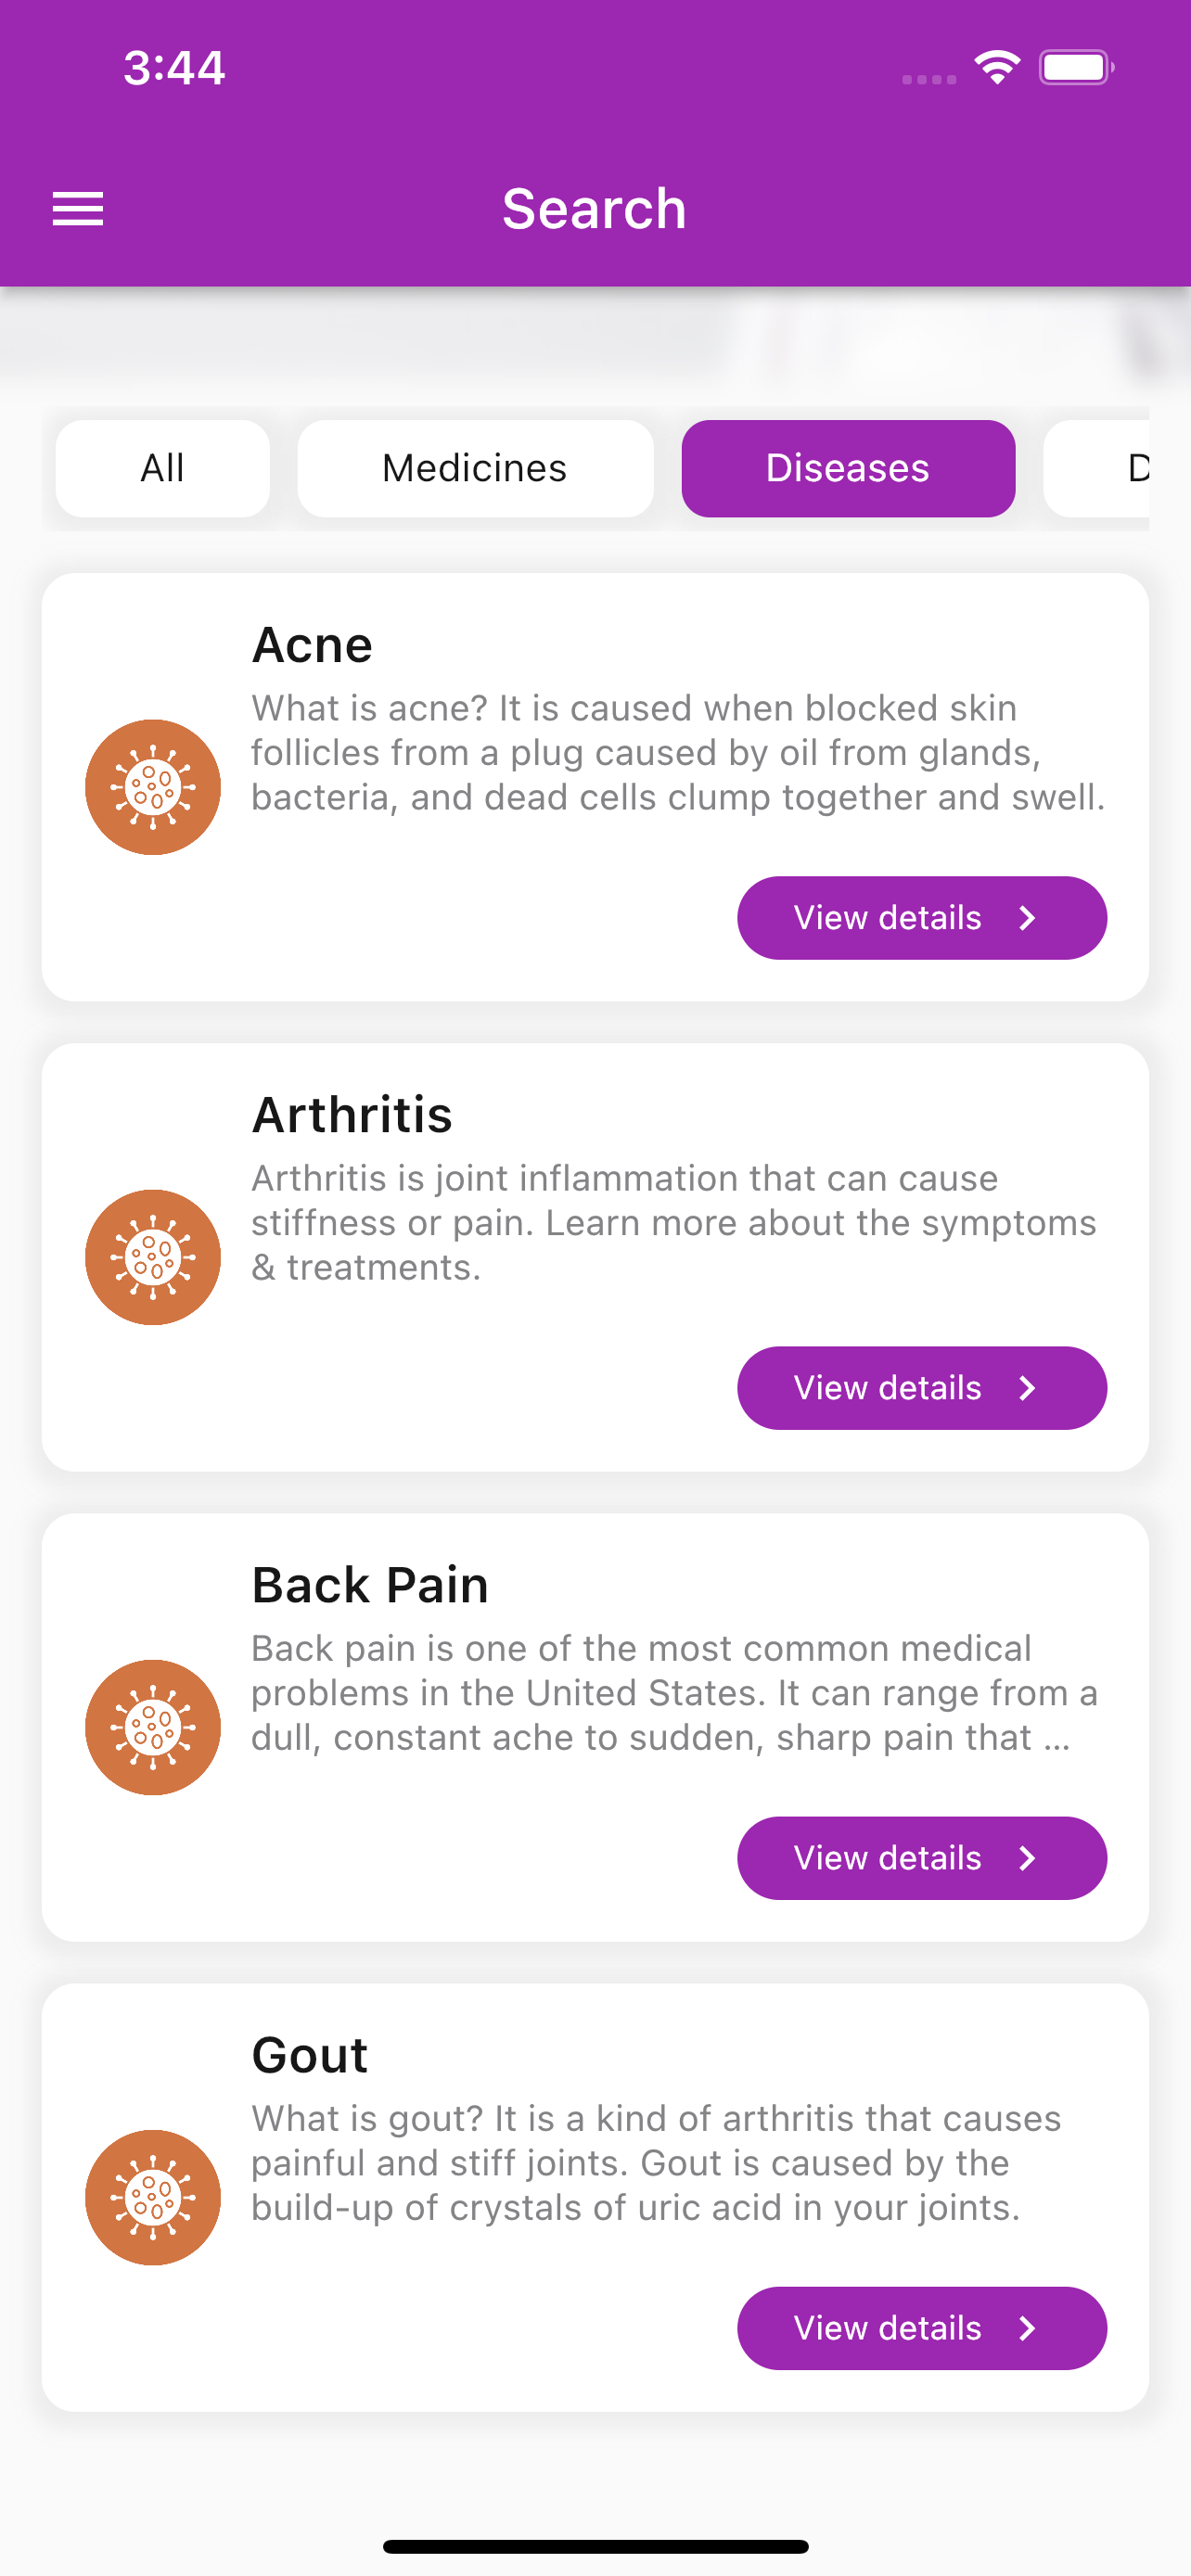 3:44
Search
All
Medicines
Diseases
D
Acne
What is acne? It is caused when blocked skin
follicles from a plug caused by oil from glands,
bacteria, and dead cells clump together and swell.
View details
Arthritis
Arthritis is joint inflammation that can cause
stiffness or pain. Learn more about the symptoms
& treatments.
View details
Back Pain
Back pain is one of the most common medical
problems in the United States. It can range from a
dull, constant ache to sudden, sharp pain that ...
View details
Gout
What is gout? It is a kind of arthritis that causes
painful and stiff joints. Gout is caused by the
build-up of crystals of uric acid in your joints.
View details